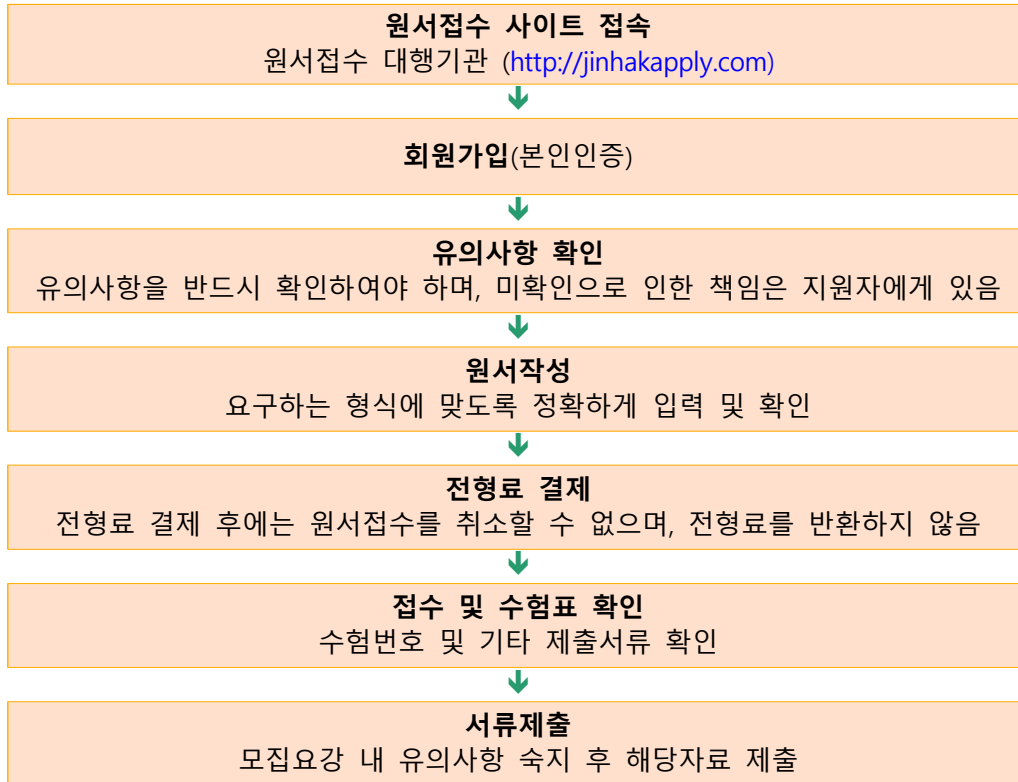 원서접수 사이트 접속
원서접수 대행기관 (http://jinhakapply.com)
회원가입(본인인증)
유의사항 확인
유의사항을 반드시 확인하여야 하며, 미확인으로 인한 책임은 지원자에게 있음
원서작성
요구하는 형식에 맞도록 정확하게 입력 및 확인
전형료 결제
전형료 결제 후에는 원서접수를 취소할 수 없으며, 전형료를 반환하지 않음
접수 및 수험표 확인
수험번호 및 기타 제출서류 확인
서류제출
모집요강 내 유의사항 숙지 후 해당자료 제출